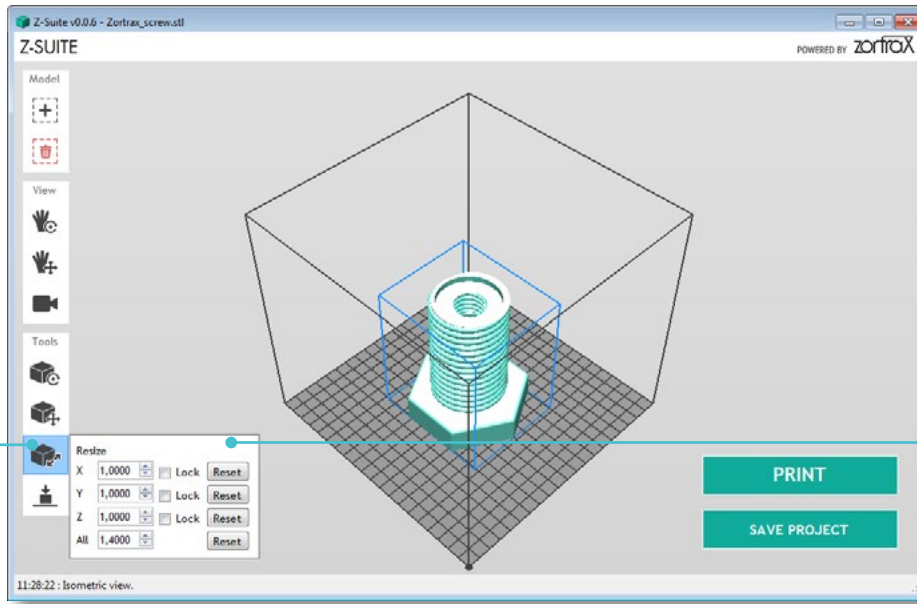 Z-Suite v0.0.6 - Zortrax_screw.stl
Z-SUITE
POWERED BY zortrax
Model
View
Tools
Resize
X 1,0000 Lock Reset
Y 1,0000 Lock Reset
Z 1,0000 Lock Reset
All 1,4000 Reset
PRINT
SAVE PROJECT
11:28:22 : Isometric view.